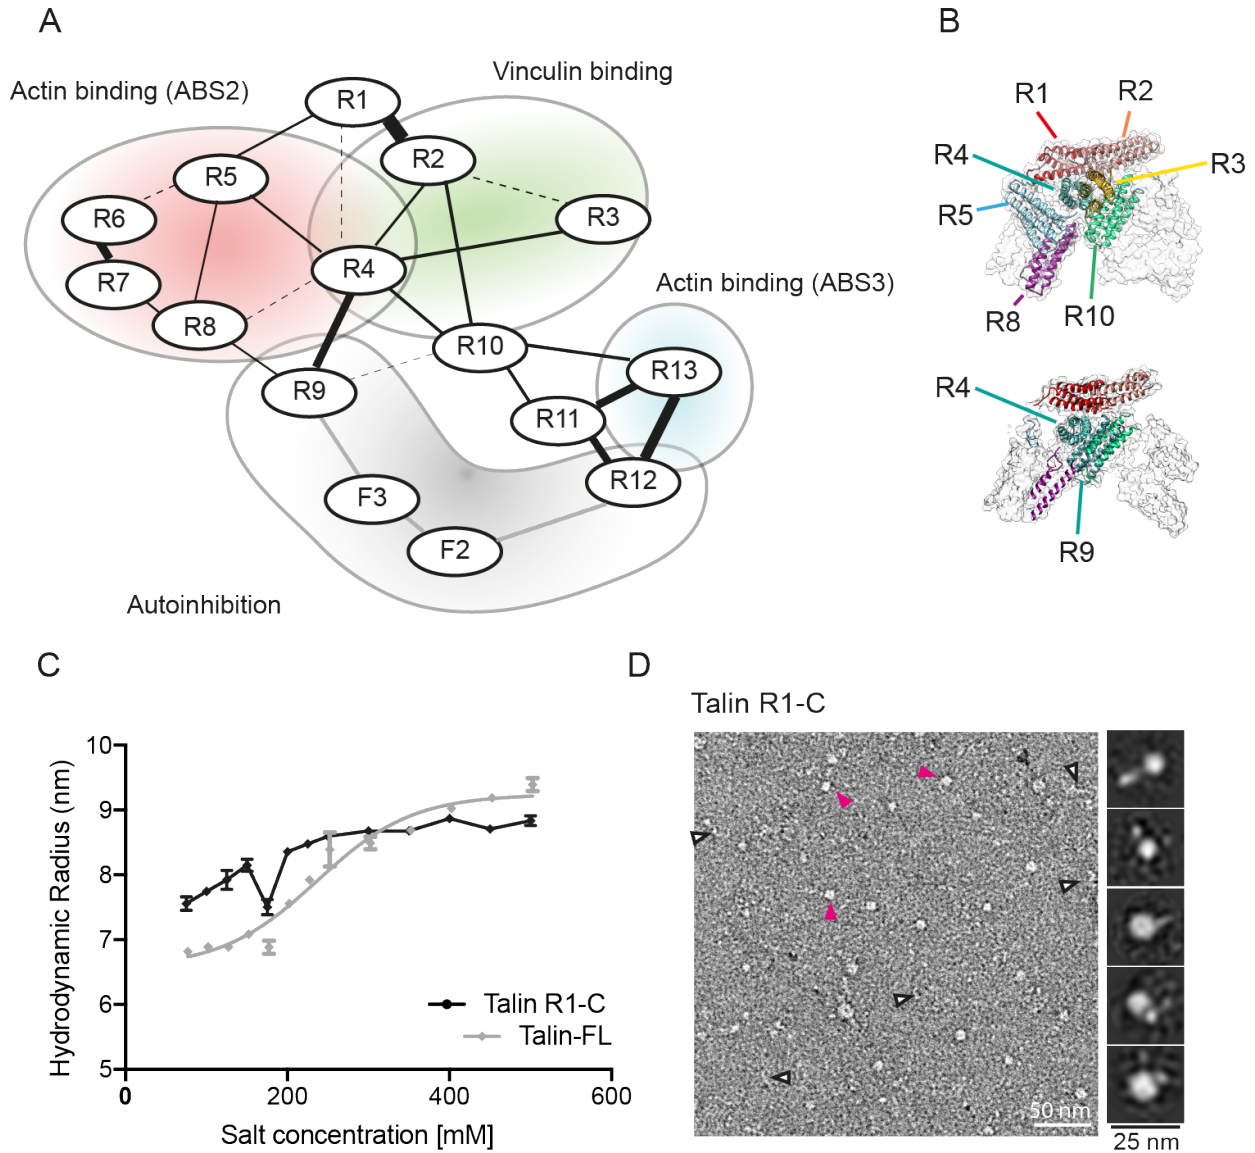 A
Actin binding (ABS2)
Vinculin binding
R1
R2
R5
R6
R3
R4
R7
Actin binding (ABS3)
R8
R10
R13
R9
R11
R12
F3
F2
Autoinhibition
B
R1
R2
R4
R3
R5
R8
R10
R4
R9
C
10
9
8
7
6
5
Hydrodynamic Radius (nm)
Talin R1-C
Talin-FL
0
200
400
600
Salt concentration [mM]
D
Talin R1-C
50 nm
25 nm